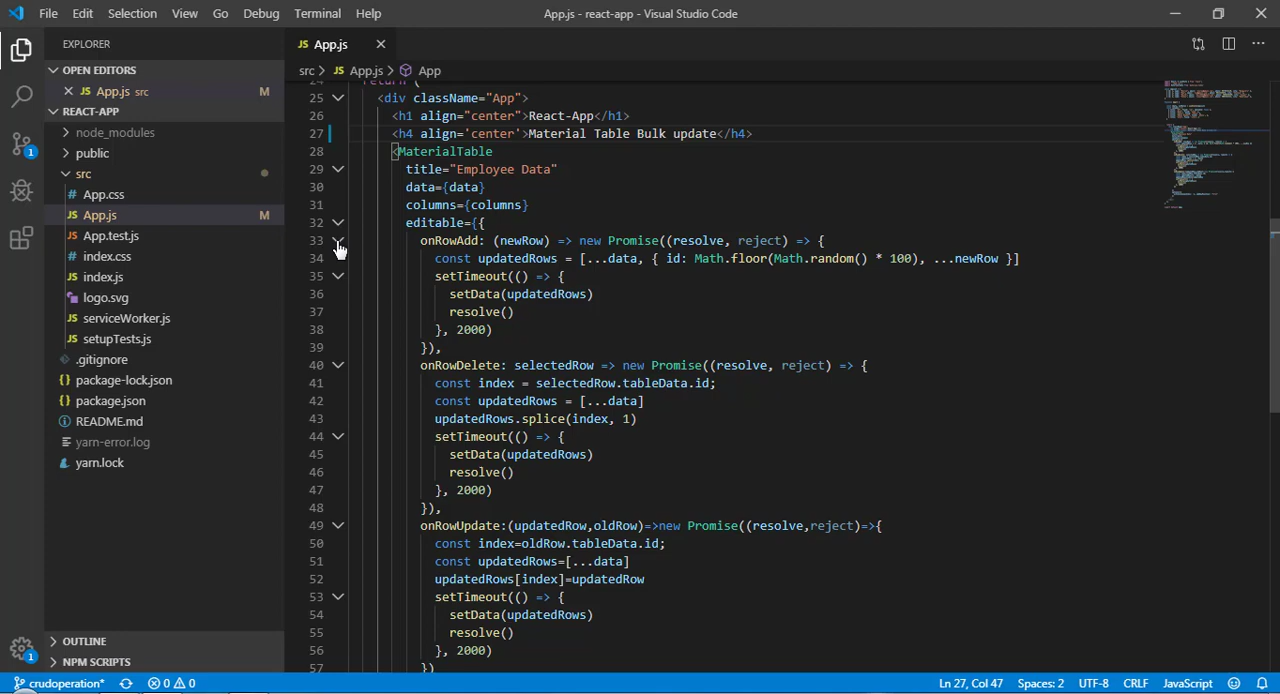 File Edit Selection View Go Debug Terminal Help App.js - react-app - Visual Studio Code
EXPLORER
OPEN EDITORS
App.js src M
REACT-APP
node_modules
public
src
App.css
App.js M
App.test.js
index.css
index.js
logo.svg
serviceWorker.js
setupTests.js
.gitignore
package-lock.json
package.json
README.md
yarn-error.log
yarn.lock
OUTLINE
NPM SCRIPTS
JS App.js
src > JS App.js > App
24 return (
25 <div className="App">
26 <h1 align="center">React-App</h1>
27 <h4 align='center'>Material Table Bulk update</h4>
28 <MaterialTable
29 title="Employee Data"
30 data={data}
31 columns={columns}
32 editable={{
33 onRowAdd: (newRow) => new Promise((resolve, reject) => {
34 const updatedRows = [...data, { id: Math.floor(Math.random() * 100), ...newRow }]
35 setTimeout(() => {
36 setData(updatedRows)
37 resolve()
38 }, 2000)
39 }),
40 onRowDelete: selectedRow => new Promise((resolve, reject) => {
41 const index = selectedRow.tableData.id;
42 const updatedRows = [...data]
43 updatedRows.splice(index, 1)
44 setTimeout(() => {
45 setData(updatedRows)
46 resolve()
47 }, 2000)
48 }),
49 onRowUpdate:(updatedRow,oldRow)=>new Promise((resolve,reject)=>{
50 const index=oldRow.tableData.id;
51 const updatedRows=[...data]
52 updatedRows[index]=updatedRow
53 setTimeout(() => {
54 setData(updatedRows)
55 resolve()
56 }, 2000)
57 })
crudoperation* 0 0 Ln 27, Col 47 Spaces: 2 UTF-8 CRLF JavaScript